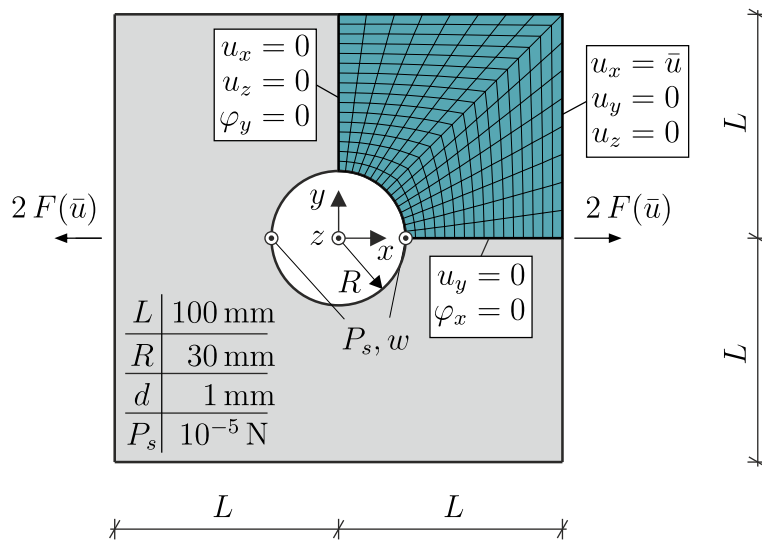 u_x = 0
u_z = 0
φ_y = 0
u_x = ū
u_y = 0
u_z = 0
L
2 F(ū)
y
z
x
R
2 F(ū)
u_y = 0
φ_x = 0
P_s, w
L 100 mm
R 30 mm
d 1 mm
P_s 10⁻⁵ N
L
L
L